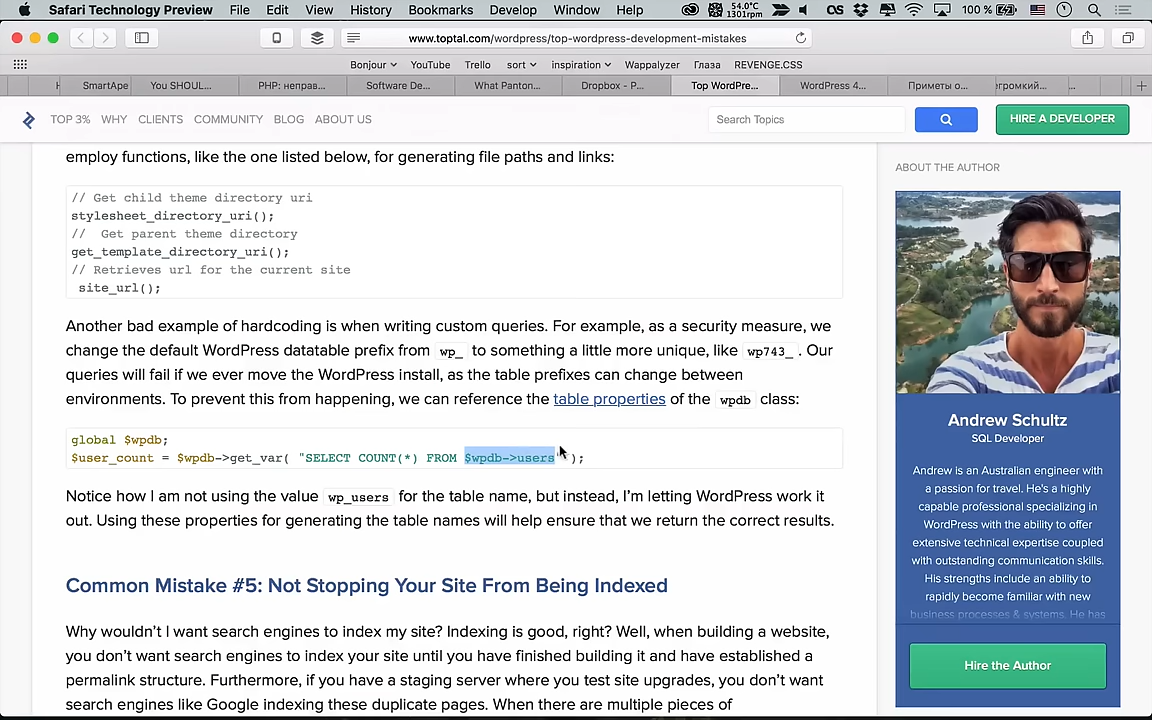 Safari Technology Preview File Edit View History Bookmarks Develop Window Help 54.0°C 1301rpm 100 %
www.toptal.com/wordpress/top-wordpress-development-mistakes
Bonjour YouTube Trello sort inspiration Wappalyzer Глаза REVENGE.CSS
SmartApe You SHOUL... PHP: неправ... Software De... What Panton... Dropbox - P... Top WordPre... WordPress 4... Приметы о... егромкий... ...
TOP 3% WHY CLIENTS COMMUNITY BLOG ABOUT US Search Topics HIRE A DEVELOPER
employ functions, like the one listed below, for generating file paths and links:
// Get child theme directory uri
stylesheet_directory_uri();
// Get parent theme directory
get_template_directory_uri();
// Retrieves url for the current site
site_url();
Another bad example of hardcoding is when writing custom queries. For example, as a security measure, we
change the default WordPress datatable prefix from wp_ to something a little more unique, like wp743_. Our
queries will fail if we ever move the WordPress install, as the table prefixes can change between
environments. To prevent this from happening, we can reference the table properties of the wpdb class:
global $wpdb;
$user_count = $wpdb->get_var( "SELECT COUNT(*) FROM $wpdb->users" );
Notice how I am not using the value wp_users for the table name, but instead, I'm letting WordPress work it
out. Using these properties for generating the table names will help ensure that we return the correct results.
Common Mistake #5: Not Stopping Your Site From Being Indexed
Why wouldn't I want search engines to index my site? Indexing is good, right? Well, when building a website,
you don't want search engines to index your site until you have finished building it and have established a
permalink structure. Furthermore, if you have a staging server where you test site upgrades, you don't want
search engines like Google indexing these duplicate pages. When there are multiple pieces of
ABOUT THE AUTHOR
Andrew Schultz
SQL Developer
Andrew is an Australian engineer with
a passion for travel. He's a highly
capable professional specializing in
WordPress with the ability to offer
extensive technical expertise coupled
with outstanding communication skills.
His strengths include an ability to
rapidly become familiar with new
business processes & systems. He has
Hire the Author